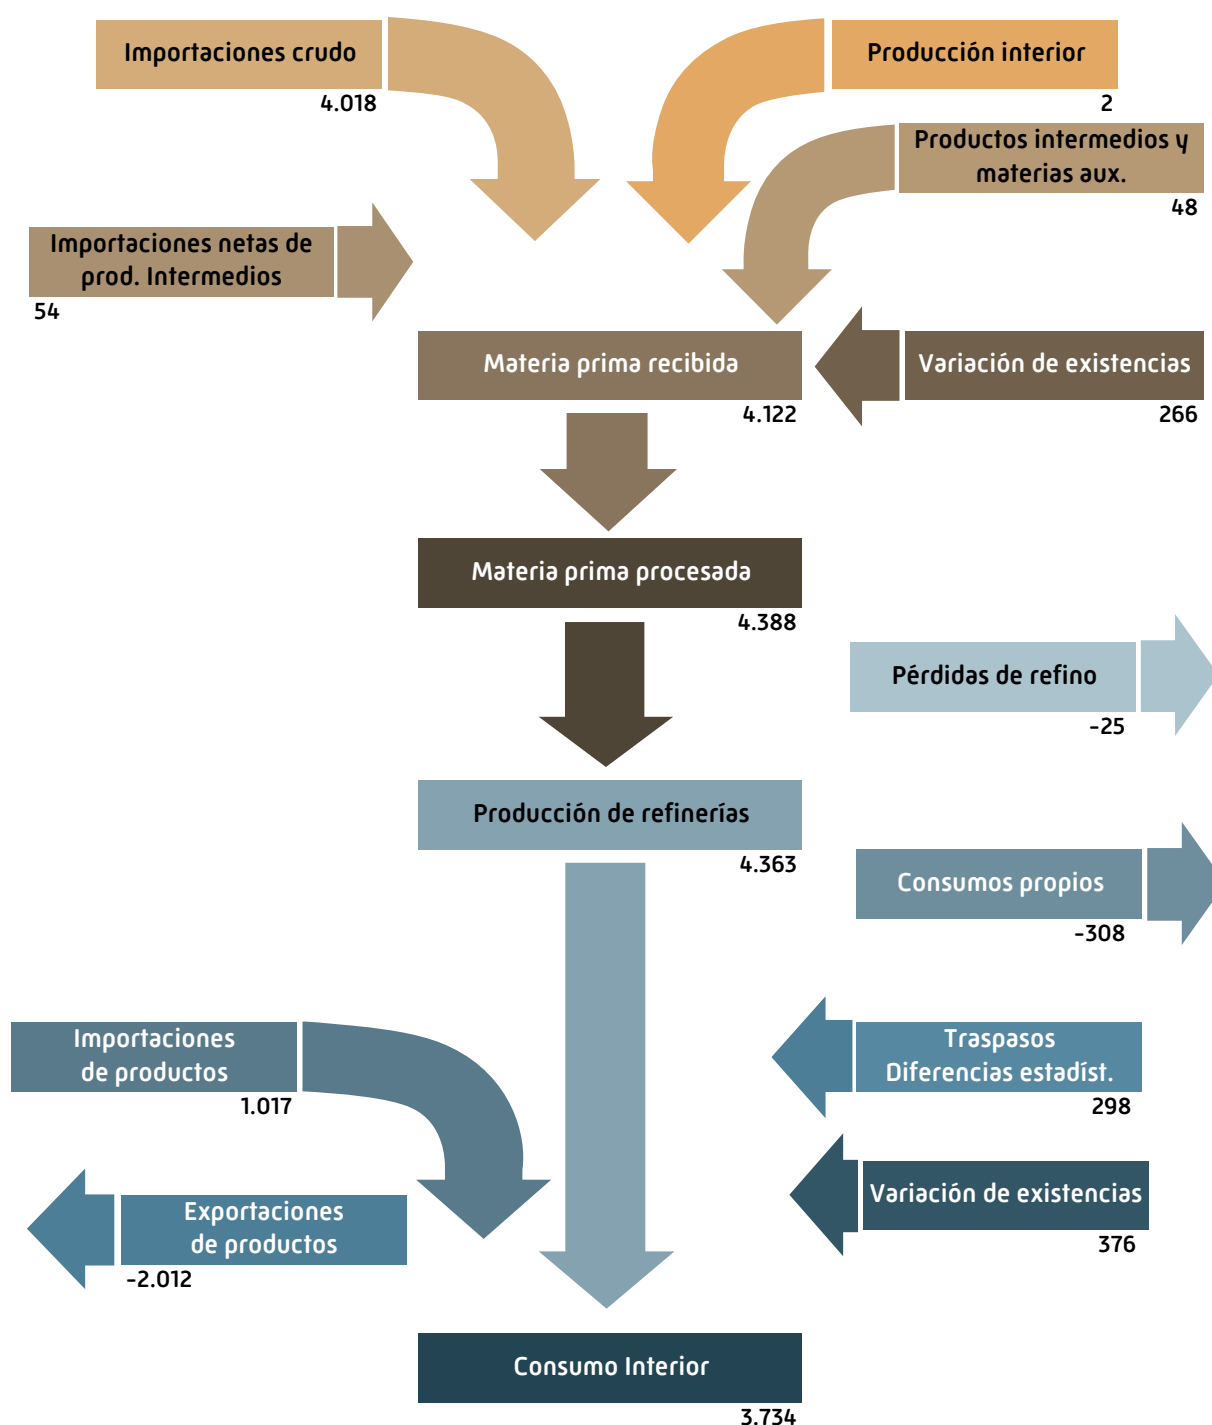 Importaciones crudo
4.018
Producción interior
2
Productos intermedios y
materias aux.
48
Importaciones netas de
prod. Intermedios
54
Materia prima recibida
4.122
Variación de existencias
266
Materia prima procesada
4.388
Pérdidas de refino
-25
Producción de refinerías
4.363
Consumos propios
-308
Importaciones
de productos
1.017
Traspasos
Diferencias estadíst.
298
Variación de existencias
376
Exportaciones
de productos
-2.012
Consumo Interior
3.734